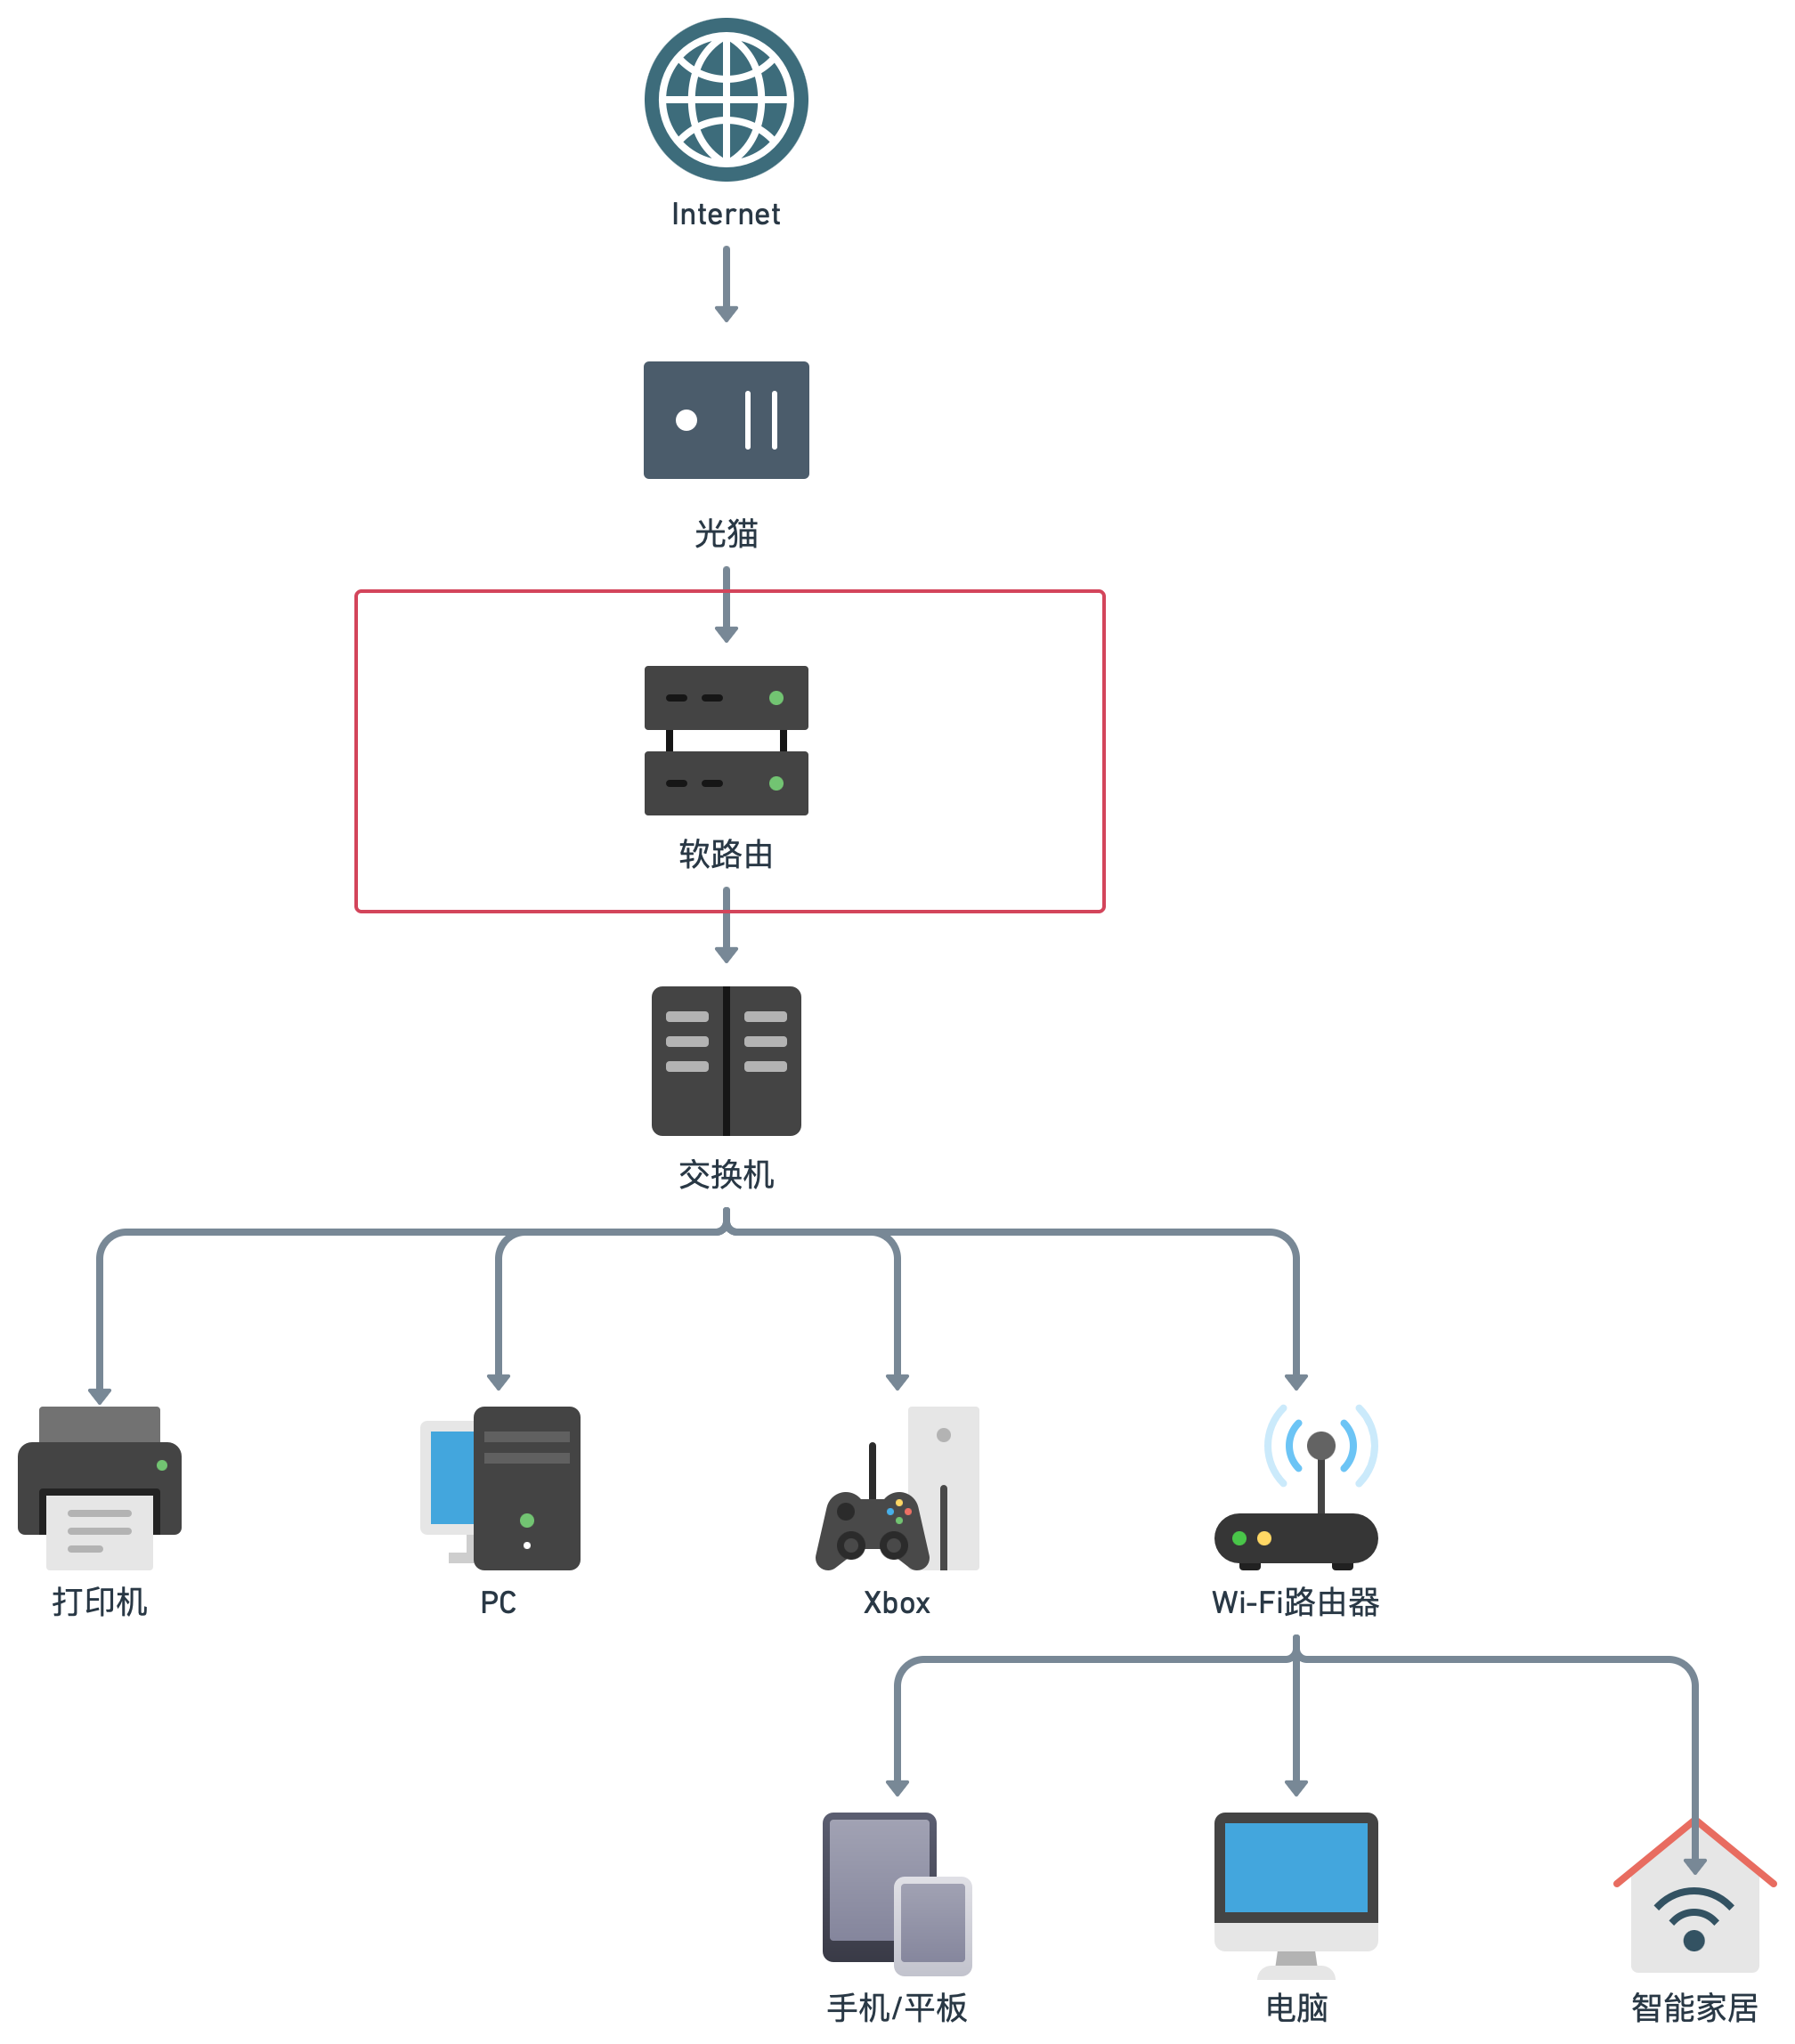 Internet
光猫
软路由
交换机
打印机
PC
Xbox
Wi-Fi路由器
手机/平板
电脑
智能家居